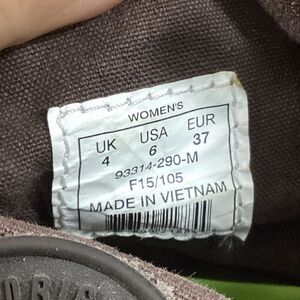 WOMEN'S
UK USA EUR
4 6 37
93314-290-M
F15/105
MADE IN VIETNAM